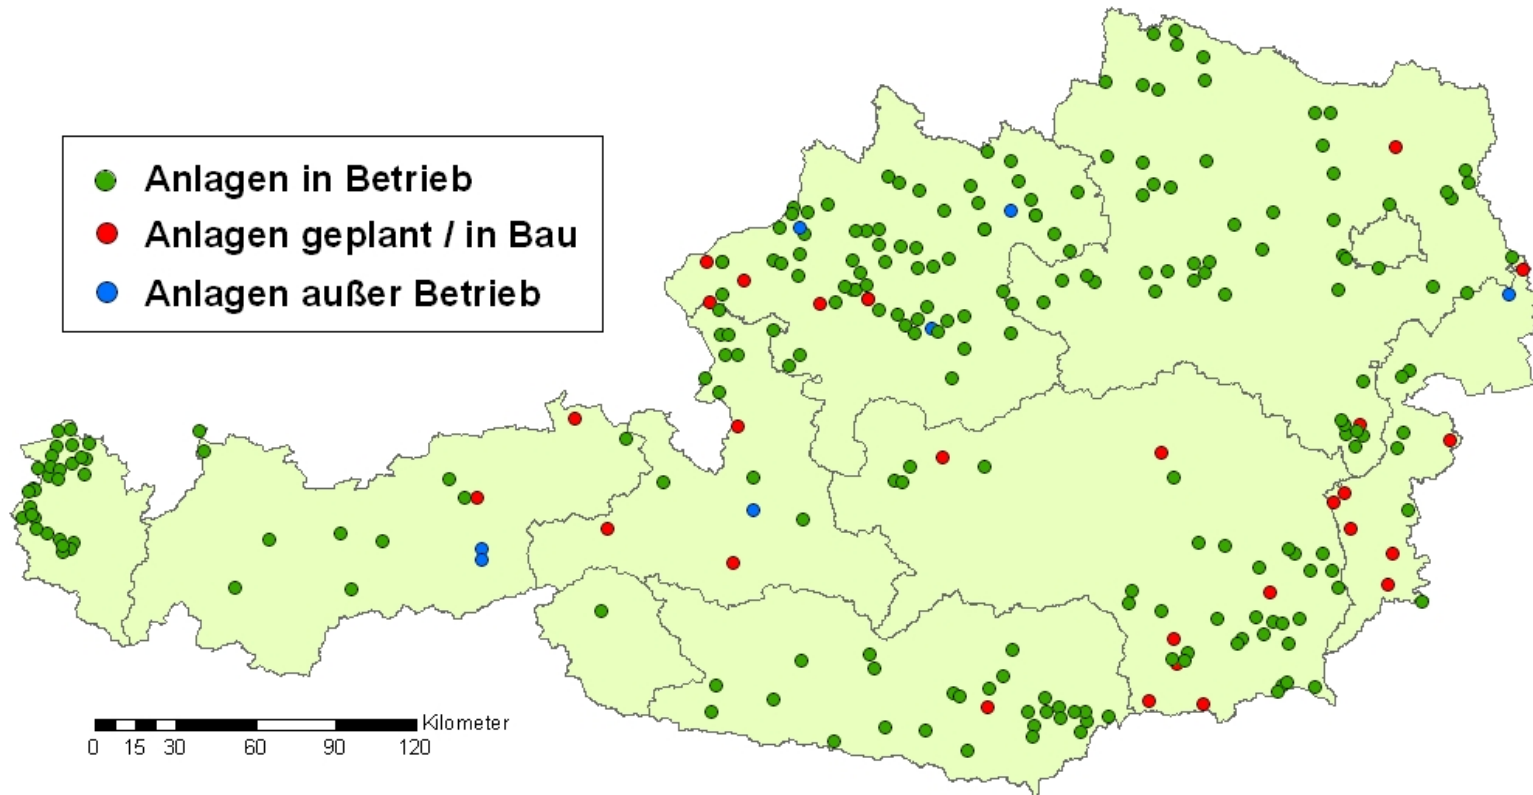 Anlagen in Betrieb
Anlagen geplant / in Bau
Anlagen außer Betrieb
Kilometer
0 15 30 60 90 120